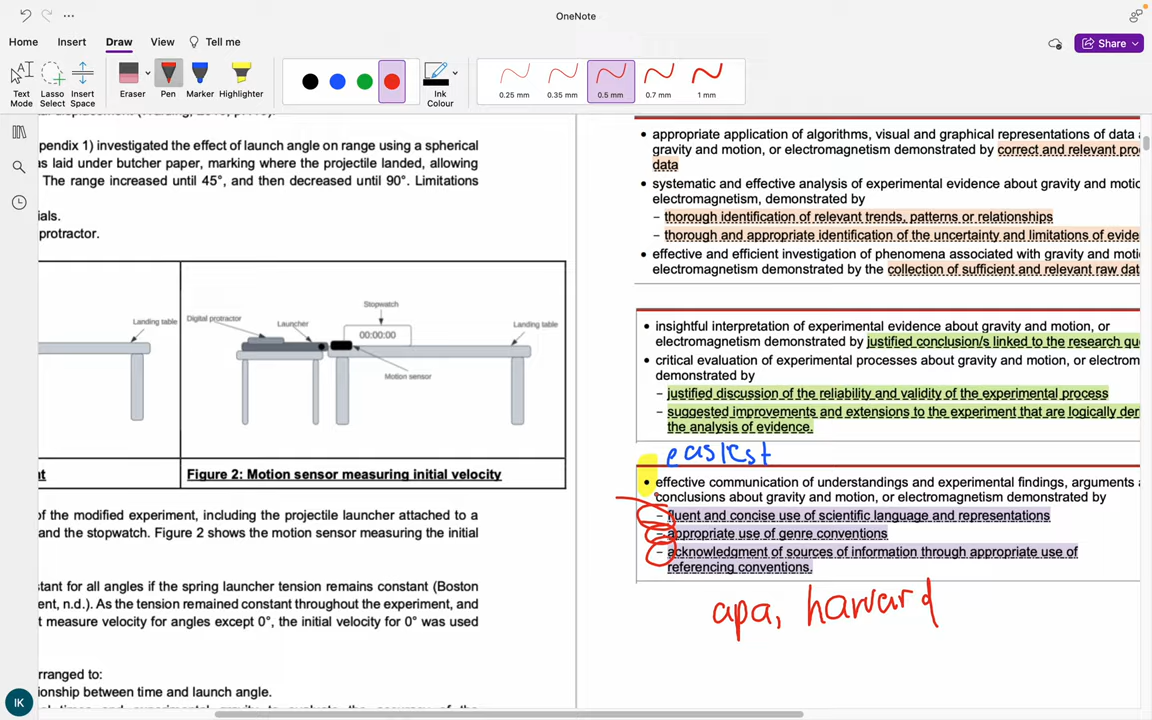 OneNote
Home Insert Draw View Tell me
Share
Text Mode
Lasso Select
Insert Space
Eraser
Pen
Marker
Highlighter
Ink Colour
0.25 mm
0.35 mm
0.5 mm
0.7 mm
1 mm
pendix 1) investigated the effect of launch angle on range using a spherical
s laid under butcher paper, marking where the projectile landed, allowing
The range increased until 45°, and then decreased until 90°. Limitations
ials.
protractor.
Landing table
Digital protractor
Launcher
Stopwatch
00:00:00
Landing table
Motion sensor
Figure 2: Motion sensor measuring initial velocity
of the modified experiment, including the projectile launcher attached to a
and the stopwatch. Figure 2 shows the motion sensor measuring the initial
stant for all angles if the spring launcher tension remains constant (Boston
ent, n.d.). As the tension remained constant throughout the experiment, and
t measure velocity for angles except 0°, the initial velocity for 0° was used
rranged to:
ionship between time and launch angle.
• appropriate application of algorithms, visual and graphical representations of data
gravity and motion, or electromagnetism demonstrated by correct and relevant pro
data
• systematic and effective analysis of experimental evidence about gravity and motio
electromagnetism, demonstrated by
– thorough identification of relevant trends, patterns or relationships
– thorough and appropriate identification of the uncertainty and limitations of evide
• effective and efficient investigation of phenomena associated with gravity and moti
electromagnetism demonstrated by the collection of sufficient and relevant raw dat
• insightful interpretation of experimental evidence about gravity and motion, or
electromagnetism demonstrated by justified conclusion/s linked to the research qu
• critical evaluation of experimental processes about gravity and motion, or electrom
demonstrated by
– justified discussion of the reliability and validity of the experimental process
– suggested improvements and extensions to the experiment that are logically der
the analysis of evidence.
easiest
• effective communication of understandings and experimental findings, arguments a
conclusions about gravity and motion, or electromagnetism demonstrated by
– fluent and concise use of scientific language and representations
– appropriate use of genre conventions
– acknowledgment of sources of information through appropriate use of
referencing conventions.
apa, harvard
IK